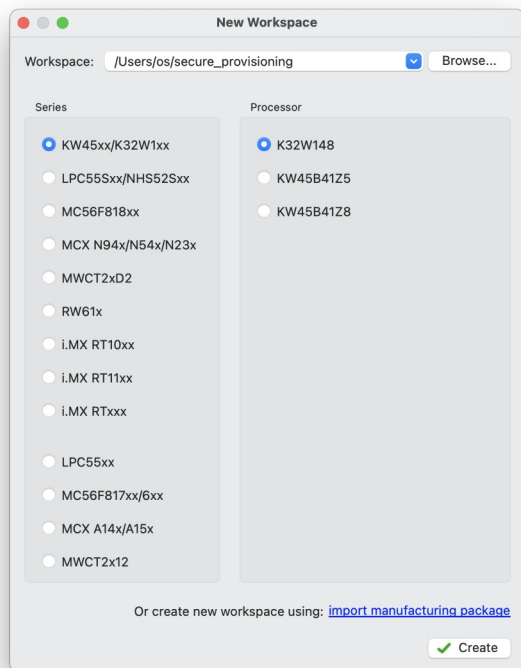 New Workspace
Workspace: /Users/os/secure_provisioning Browse...
Series
KW45xx/K32W1xx
LPC55Sxx/NHS52Sxx
MC56F818xx
MCX N94x/N54x/N23x
MWCT2xD2
RW61x
i.MX RT10xx
i.MX RT11xx
i.MX RTxxx
LPC55xx
MC56F817xx/6xx
MCX A14x/A15x
MWCT2x12
Processor
K32W148
KW45B41Z5
KW45B41Z8
Or create new workspace using: import manufacturing package
Create